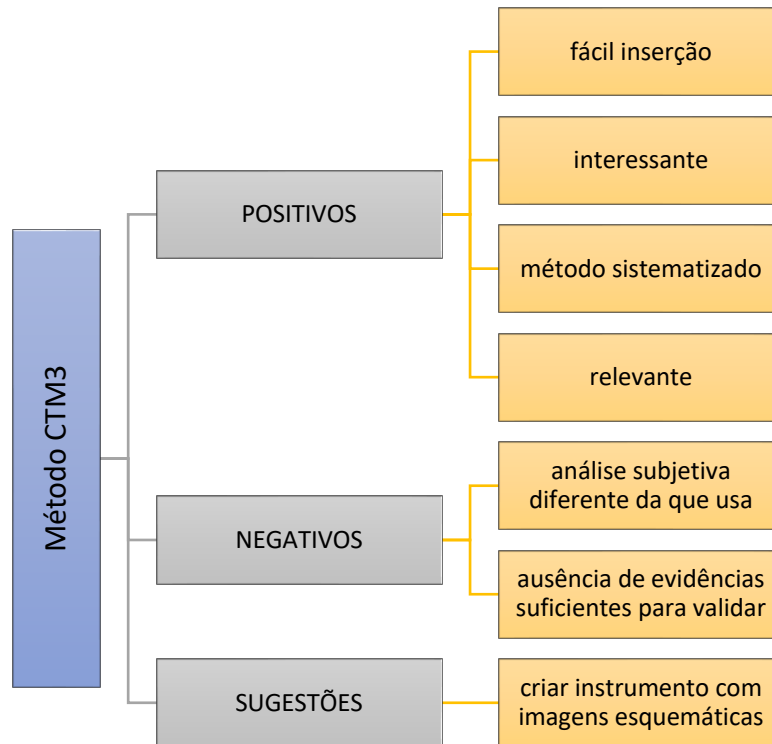 Método CTM3
POSITIVOS
fácil inserção
interessante
método sistematizado
relevante
NEGATIVOS
análise subjetiva
diferente da que usa
ausência de evidências
suficientes para validar
SUGESTÕES
criar instrumento com
imagens esquemáticas